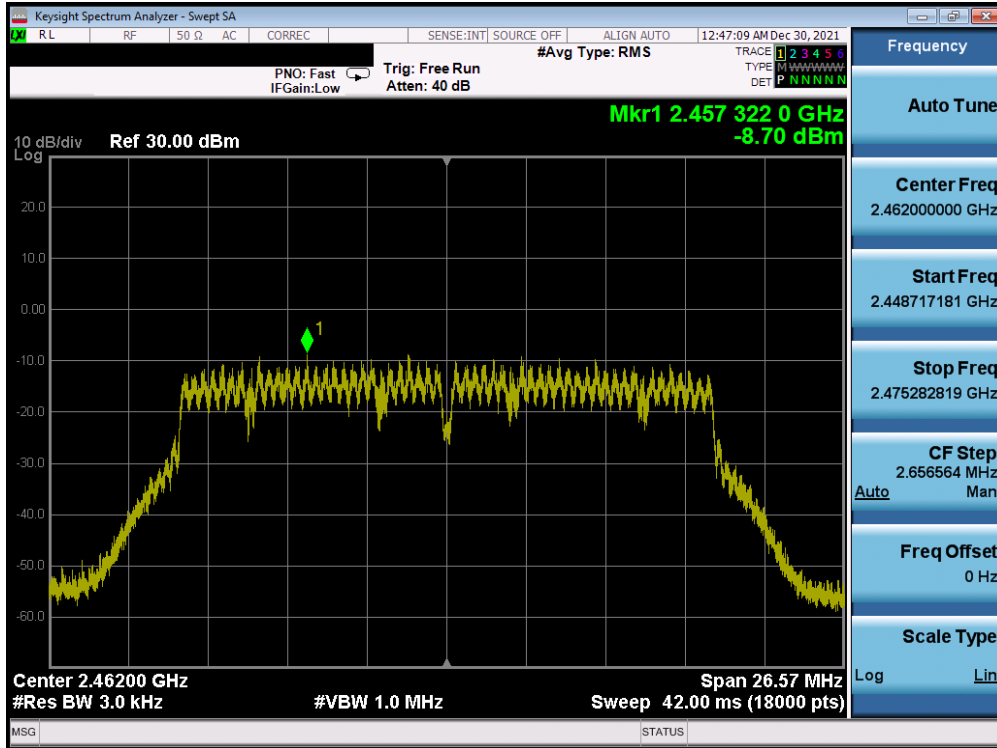 Keysight Spectrum Analyzer - Swept SA
LXI RL RF 50 Ω AC CORREC SENSE:INT SOURCE OFF ALIGN AUTO 12:47:09 AM Dec 30, 2021
#Avg Type: RMS
TRACE 1 2 3 4 5 6
TYPE M WWWWW
DET P N N N N N
PNO: Fast
IFGain:Low
Trig: Free Run
Atten: 40 dB
Mkr1 2.457 322 0 GHz
-8.70 dBm
10 dB/div
Log
Ref 30.00 dBm
20.0
10.0
0.00
-10.0
-20.0
-30.0
-40.0
-50.0
-60.0
1
Center 2.46200 GHz
Span 26.57 MHz
#Res BW 3.0 kHz
#VBW 1.0 MHz
Sweep 42.00 ms (18000 pts)
MSG
STATUS
Frequency
Auto Tune
Center Freq
2.462000000 GHz
Start Freq
2.448717181 GHz
Stop Freq
2.475282819 GHz
CF Step
2.656564 MHz
Auto Man
Freq Offset
0 Hz
Scale Type
Log Lin